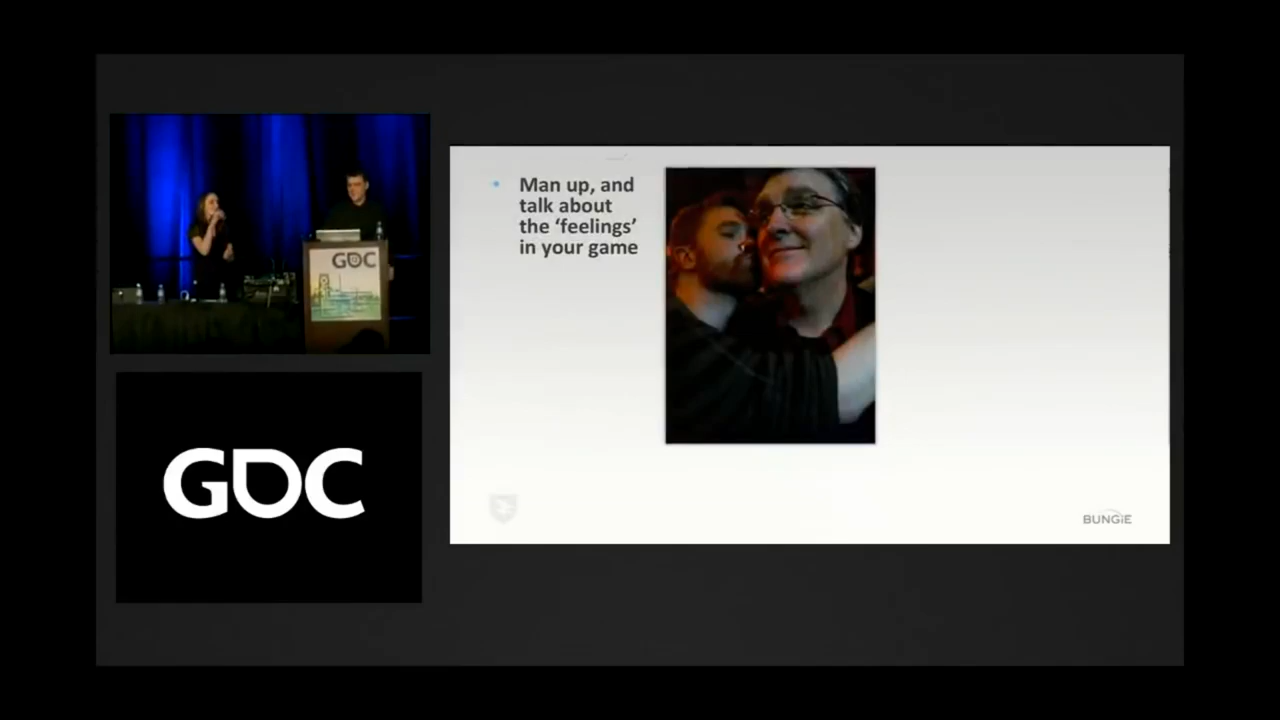 GDC
GDC
• Man up, and
talk about
the ‘feelings’
in your game
BUNGiE